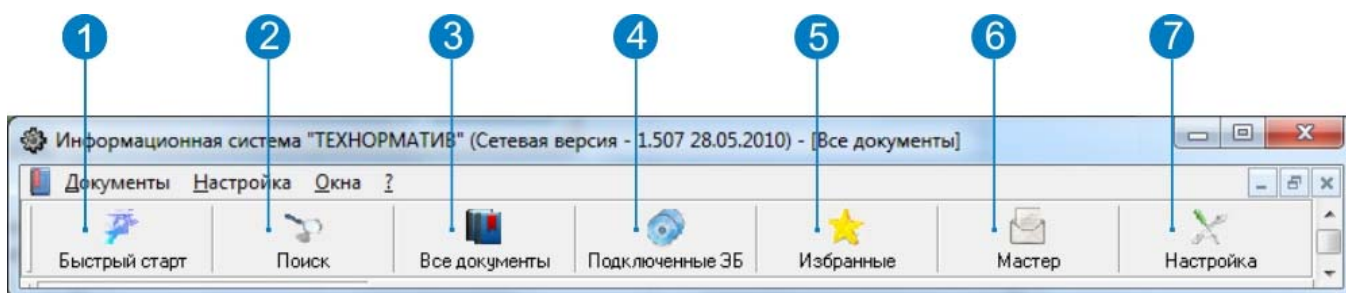 1 2 3 4 5 6 7
Информационная система "ТЕХНОРМАТИВ" (Сетевая версия - 1.507 28.05.2010) - [Все документы]
Документы Настройка Окна ?
Быстрый старт Поиск Все документы Подключенные ЭБ Избранные Мастер Настройка